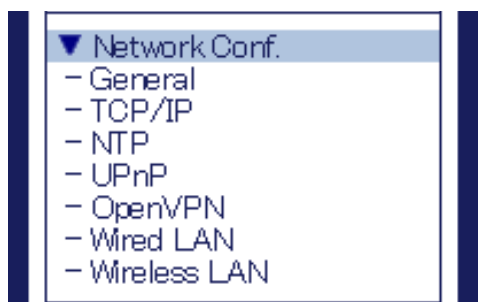 ▼ Network Conf.
- General
- TCP/IP
- NTP
- UPnP
- OpenVPN
- Wired LAN
- Wireless LAN